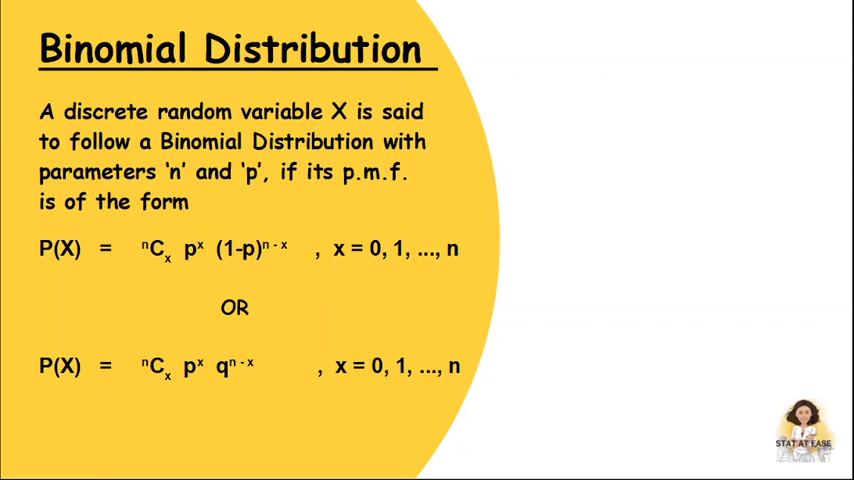 Binomial Distribution
A discrete random variable X is said
to follow a Binomial Distribution with
parameters ‘n’ and ‘p’, if its p.m.f.
is of the form
P(X) = ⁿCₓ pˣ (1-p)ⁿ⁻ˣ , x = 0, 1, ..., n
OR
P(X) = ⁿCₓ pˣ qⁿ⁻ˣ , x = 0, 1, ..., n
STAT AT EASE